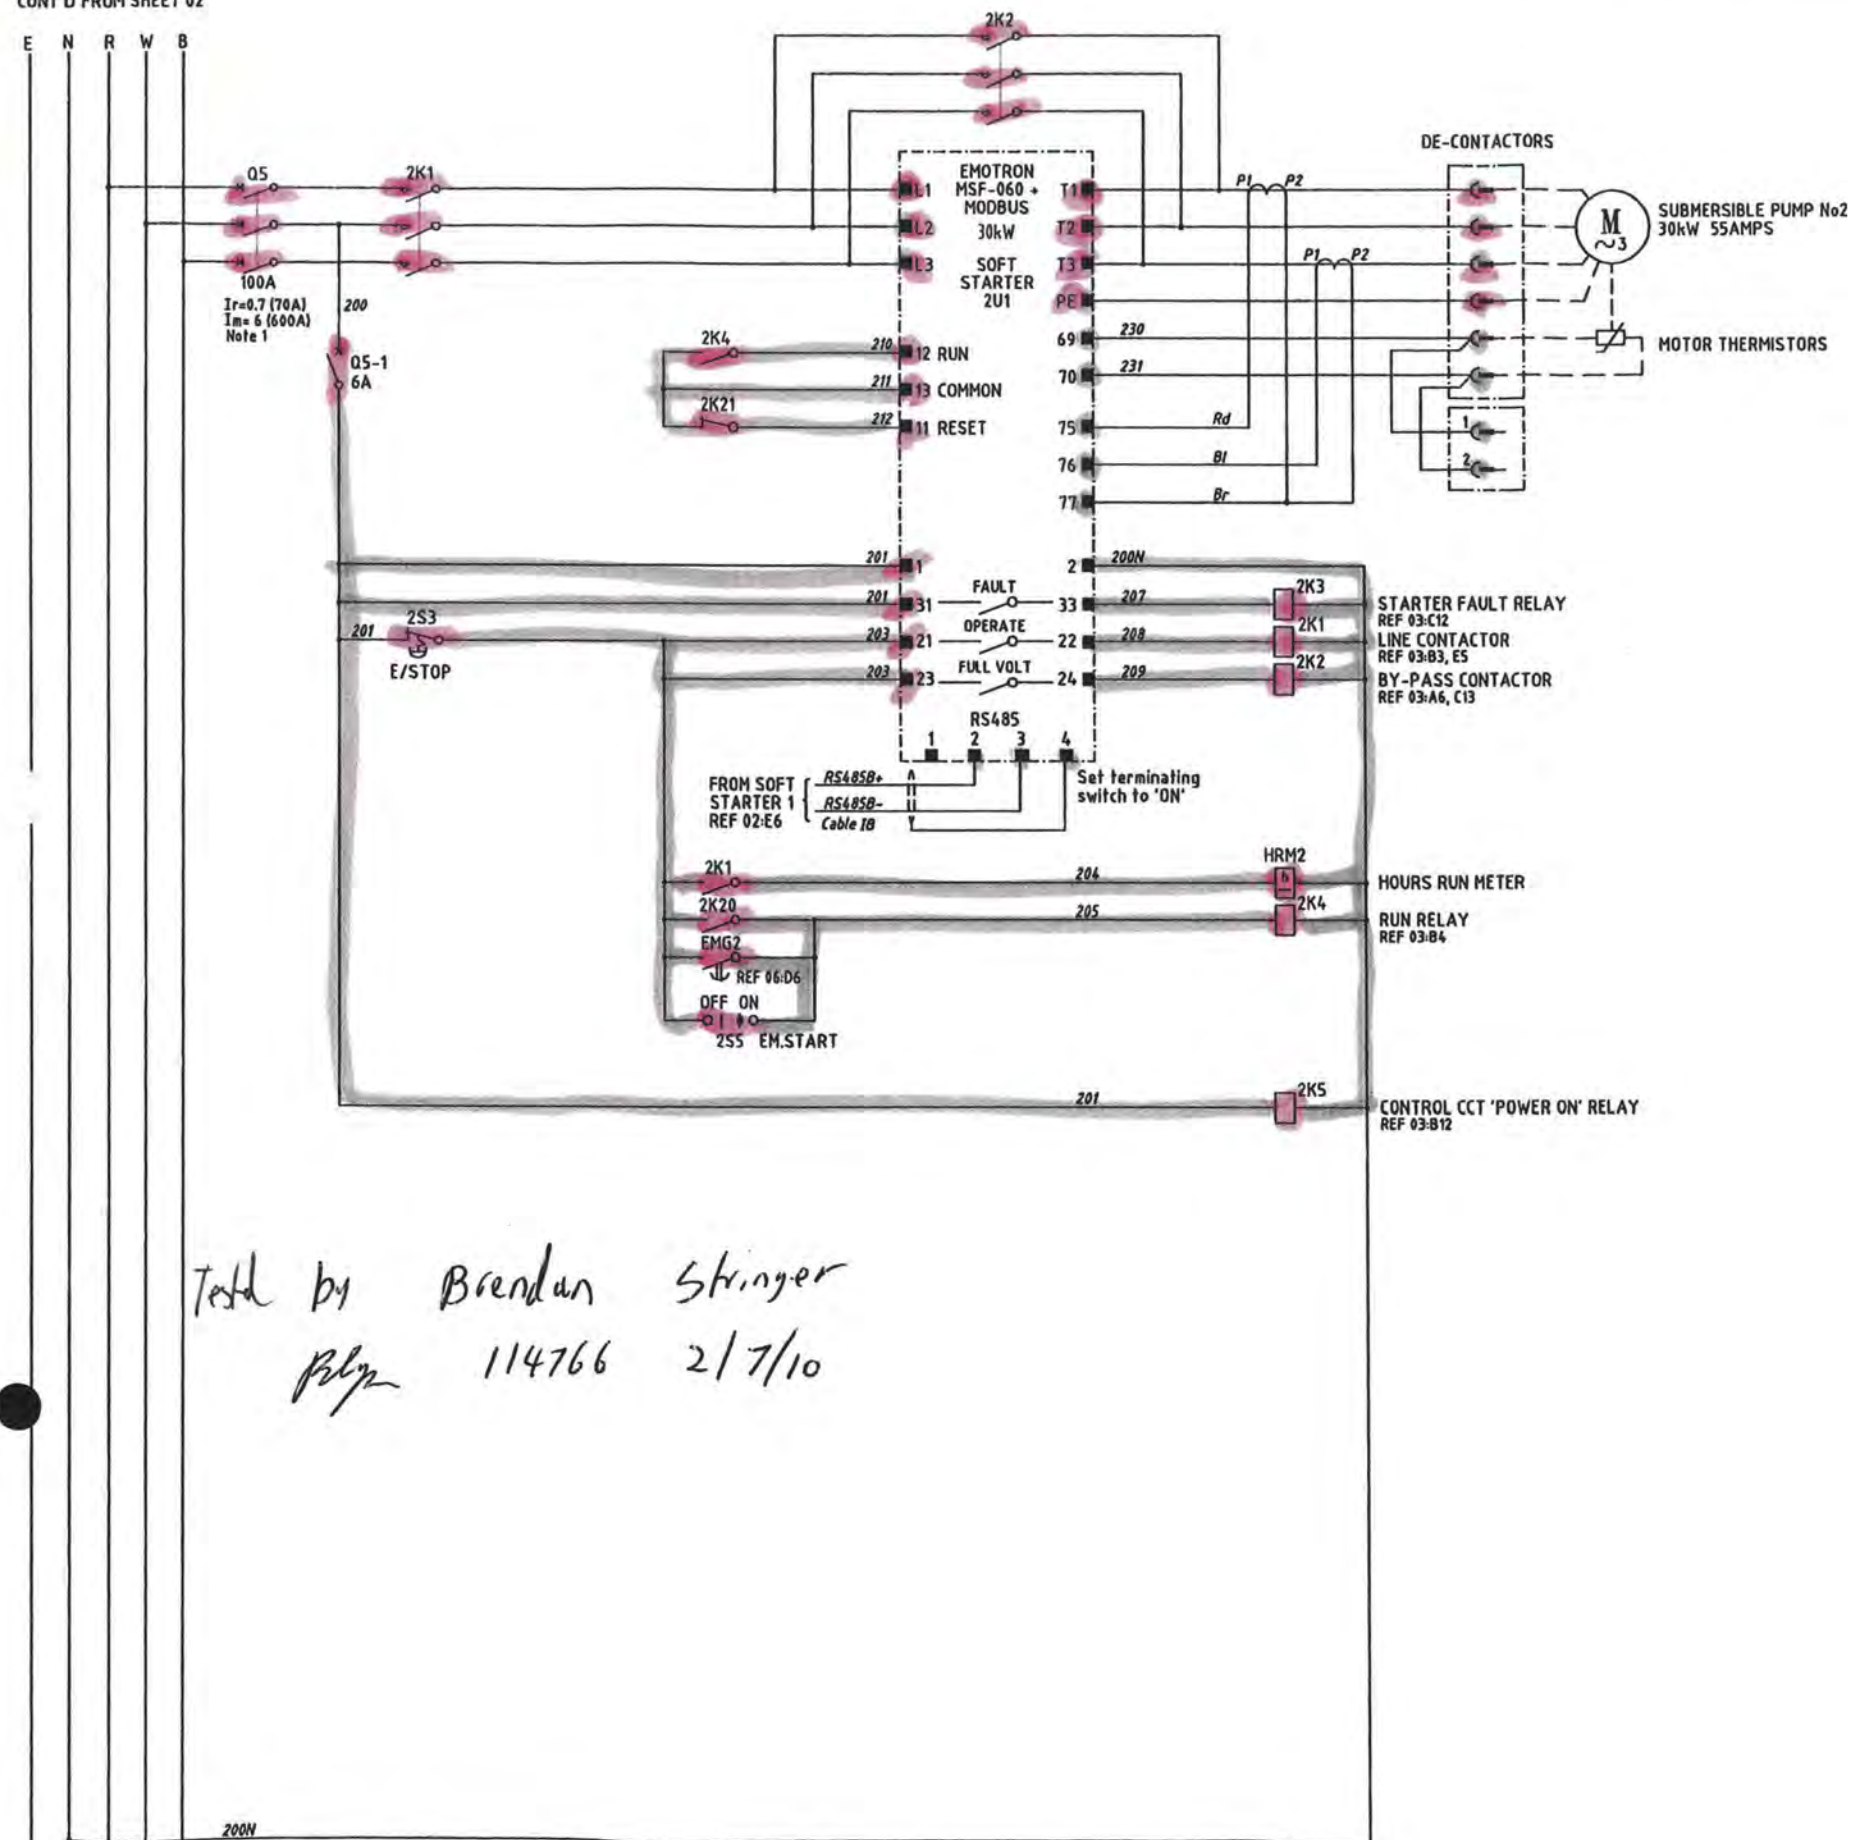 CONT'D FROM SHEET 02
E N R W B
2K2
DE-CONTACTORS
Q5
2K1
100A
Ir=0.7 (70A)
Im= 6 (600A)
Note 1
200
Q5-1
6A
EMOTRON
MSF-060 +
MODBUS
30kW
SOFT
STARTER
2U1
L1
L2
L3
T1
T2
T3
PE
P1 P2
P1 P2
M
~3
SUBMERSIBLE PUMP No2
30kW 55AMPS
MOTOR THERMISTORS
2K4
210
12 RUN
211
13 COMMON
2K21
212
11 RESET
69
230
70
231
75
Rd
76
Bl
77
Br
1
2
201
1
2
200N
201
31
FAULT
33
207
2K3
STARTER FAULT RELAY
REF 03:C12
201
2S3
E/STOP
203
21
OPERATE
22
208
2K1
LINE CONTACTOR
REF 03:B3, E5
203
23
FULL VOLT
24
209
2K2
BY-PASS CONTACTOR
REF 03:A6, C13
RS485
1 2 3 4
Set terminating
switch to 'ON'
FROM SOFT
STARTER 1
REF 02:E6
RS485B+
RS485B-
Cable IB
2K1
204
HRM2
h
HOURS RUN METER
2K20
205
2K4
RUN RELAY
REF 03:B4
EMG2
REF 06:D6
OFF ON
2S5 EM.START
201
2K5
CONTROL CCT 'POWER ON' RELAY
REF 03:B12
Testd by Brendan Stringer
114766 2/7/10
200N